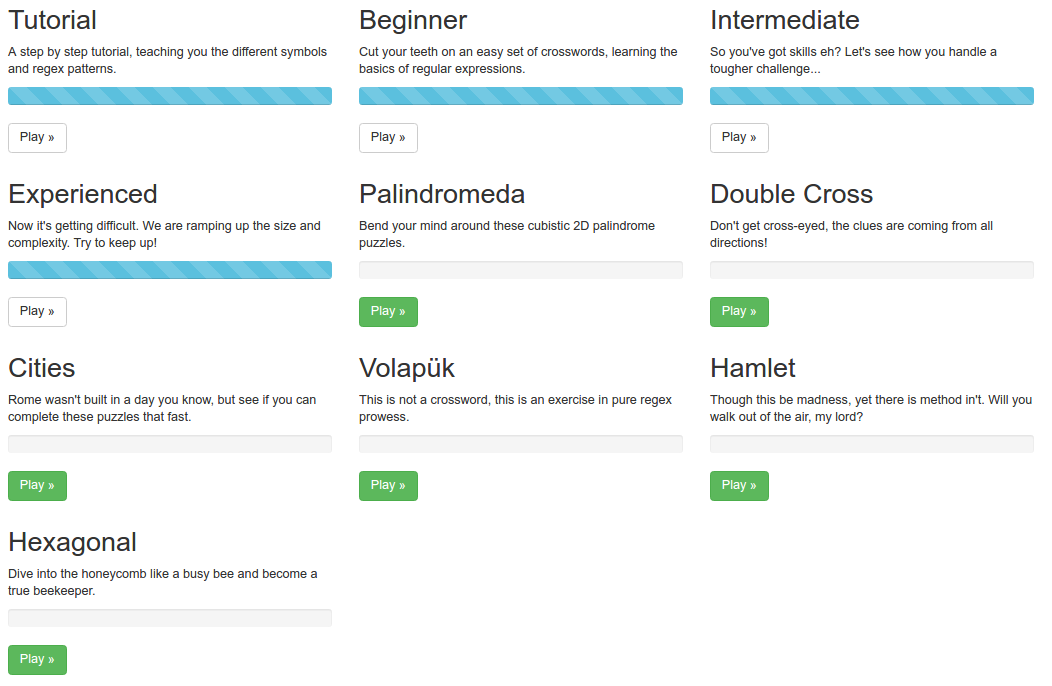 Tutorial
A step by step tutorial, teaching you the different symbols
and regex patterns.
Play »
Beginner
Cut your teeth on an easy set of crosswords, learning the
basics of regular expressions.
Play »
Intermediate
So you've got skills eh? Let's see how you handle a
tougher challenge...
Play »
Experienced
Now it's getting difficult. We are ramping up the size and
complexity. Try to keep up!
Play »
Palindromeda
Bend your mind around these cubistic 2D palindrome
puzzles.
Play »
Double Cross
Don't get cross-eyed, the clues are coming from all
directions!
Play »
Cities
Rome wasn't built in a day you know, but see if you can
complete these puzzles that fast.
Play »
Volapük
This is not a crossword, this is an exercise in pure regex
prowess.
Play »
Hamlet
Though this be madness, yet there is method in't. Will you
walk out of the air, my lord?
Play »
Hexagonal
Dive into the honeycomb like a busy bee and become a
true beekeeper.
Play »